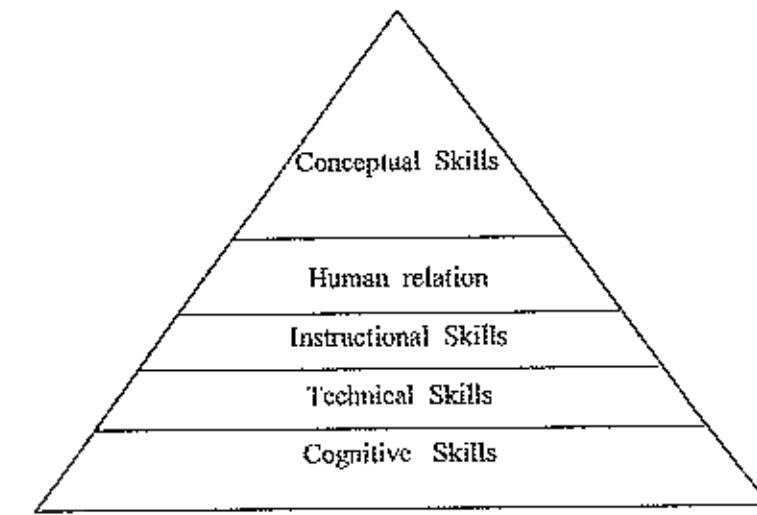 Conceptual Skills
Human relation
Instructional Skills
Technical Skills
Cognitive Skills